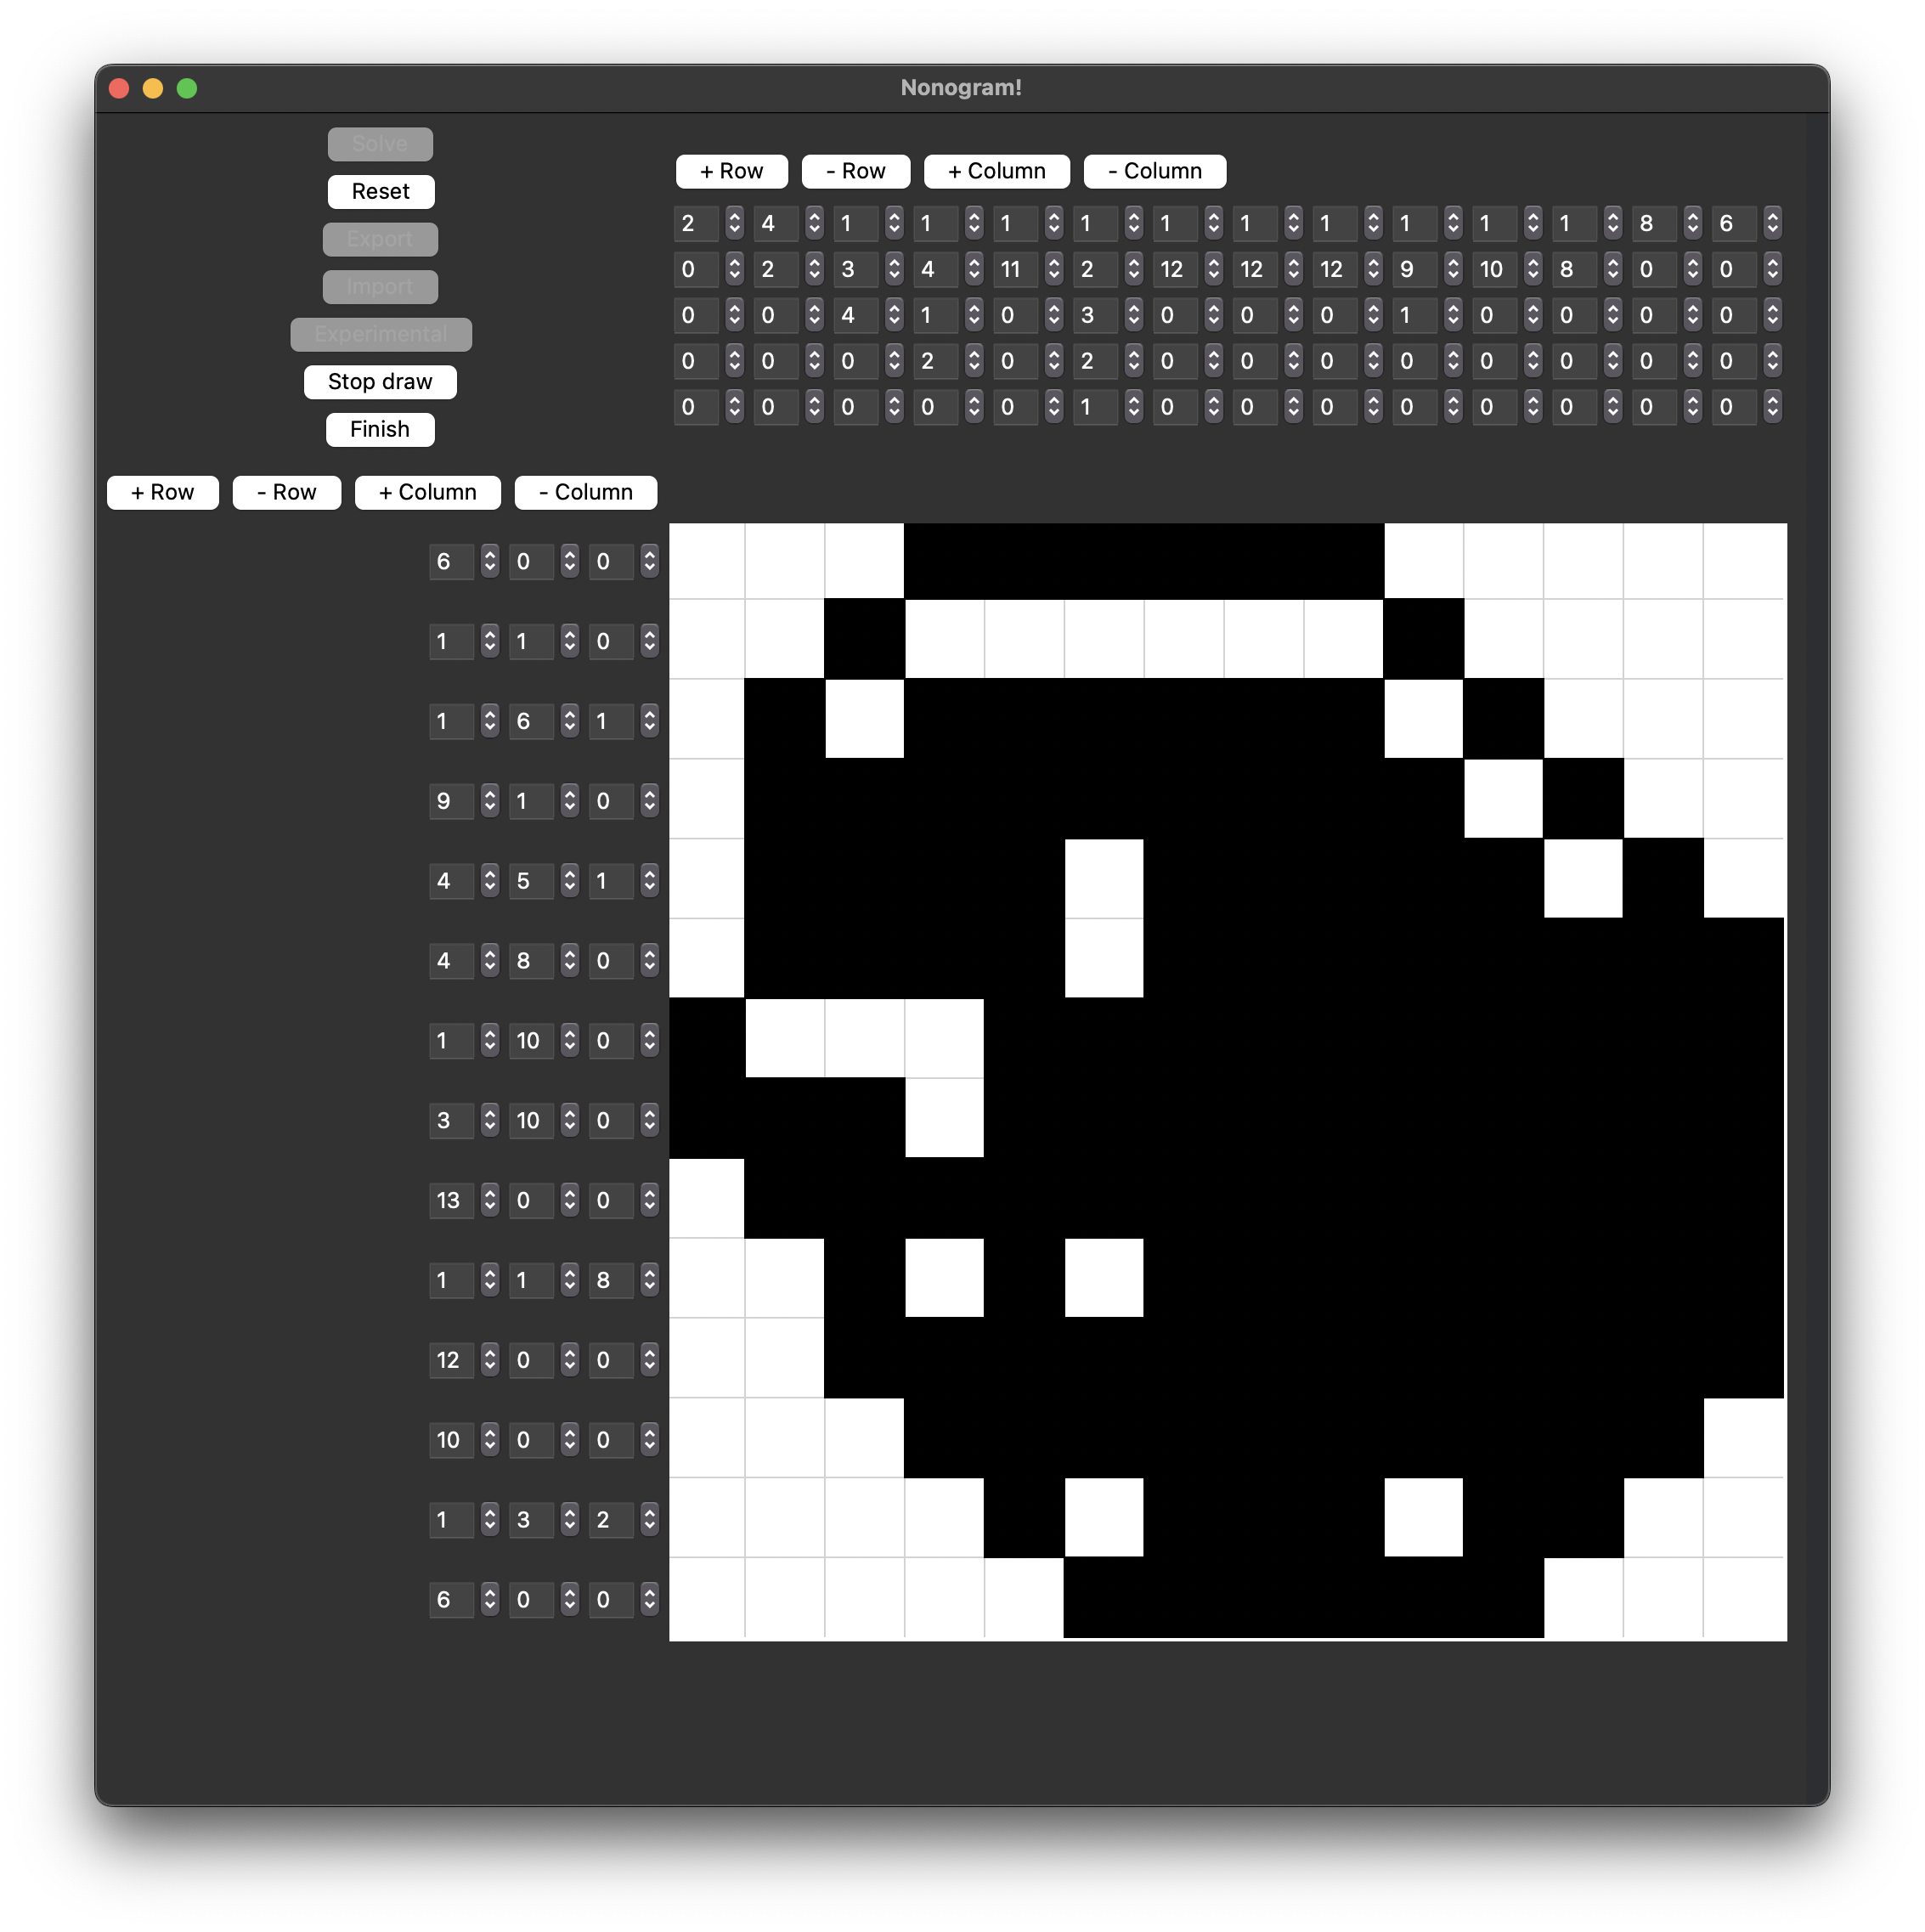 Nonogram!
Solve
Reset
Export
Import
Experimental
Stop draw
Finish
+ Row - Row + Column - Column
2 4 1 1 1 1 1 1 1 1 1 1 8 6
0 2 3 4 11 2 12 12 12 9 10 8 0 0
0 0 4 1 0 3 0 0 0 1 0 0 0 0
0 0 0 2 0 2 0 0 0 0 0 0 0 0
0 0 0 0 0 1 0 0 0 0 0 0 0 0
+ Row - Row + Column - Column
6 0 0
1 1 0
1 6 1
9 1 0
4 5 1
4 8 0
1 10 0
3 10 0
13 0 0
1 1 8
12 0 0
10 0 0
1 3 2
6 0 0